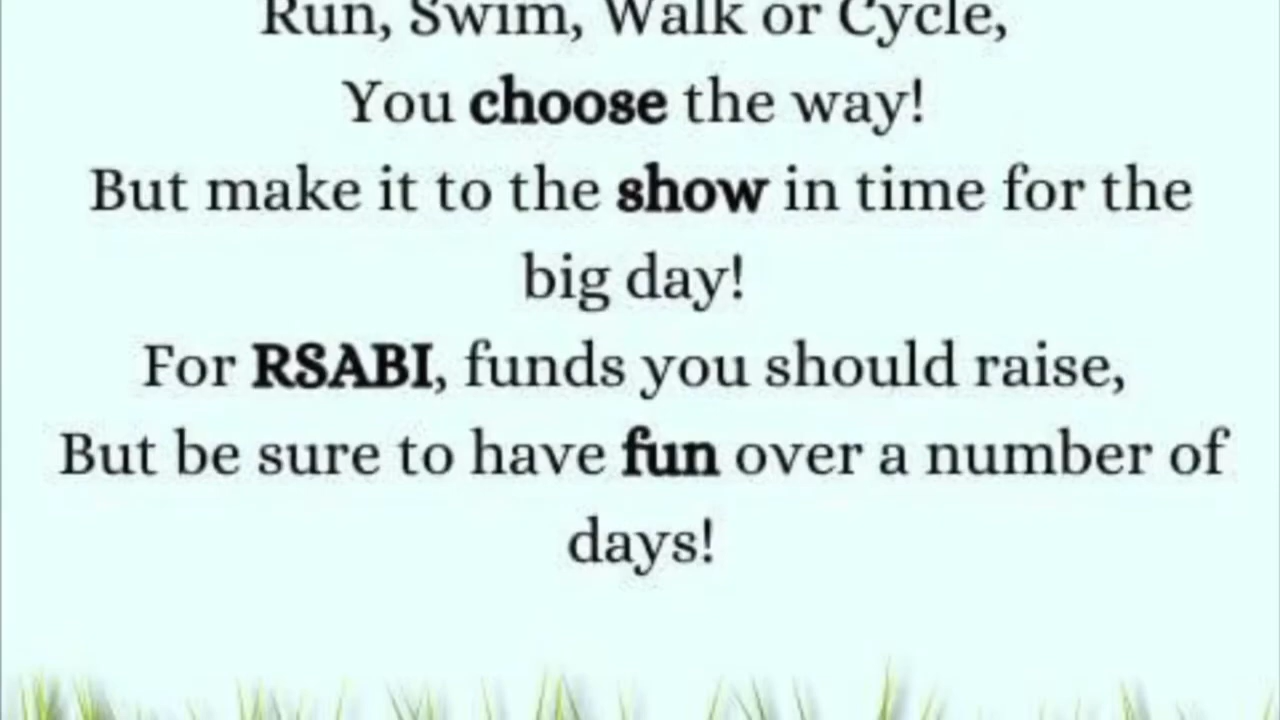 Run, Swim, Walk or Cycle,
You choose the way!
But make it to the show in time for the
big day!
For RSABI, funds you should raise,
But be sure to have fun over a number of
days!